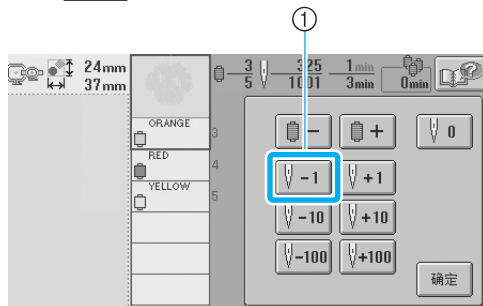 ①
24mm
37mm
3
5
325
1001
1min
3min
0min
ORANGE
3
RED
4
YELLOW
5
−
+
0
−1
+1
−10
+10
−100
+100
确定